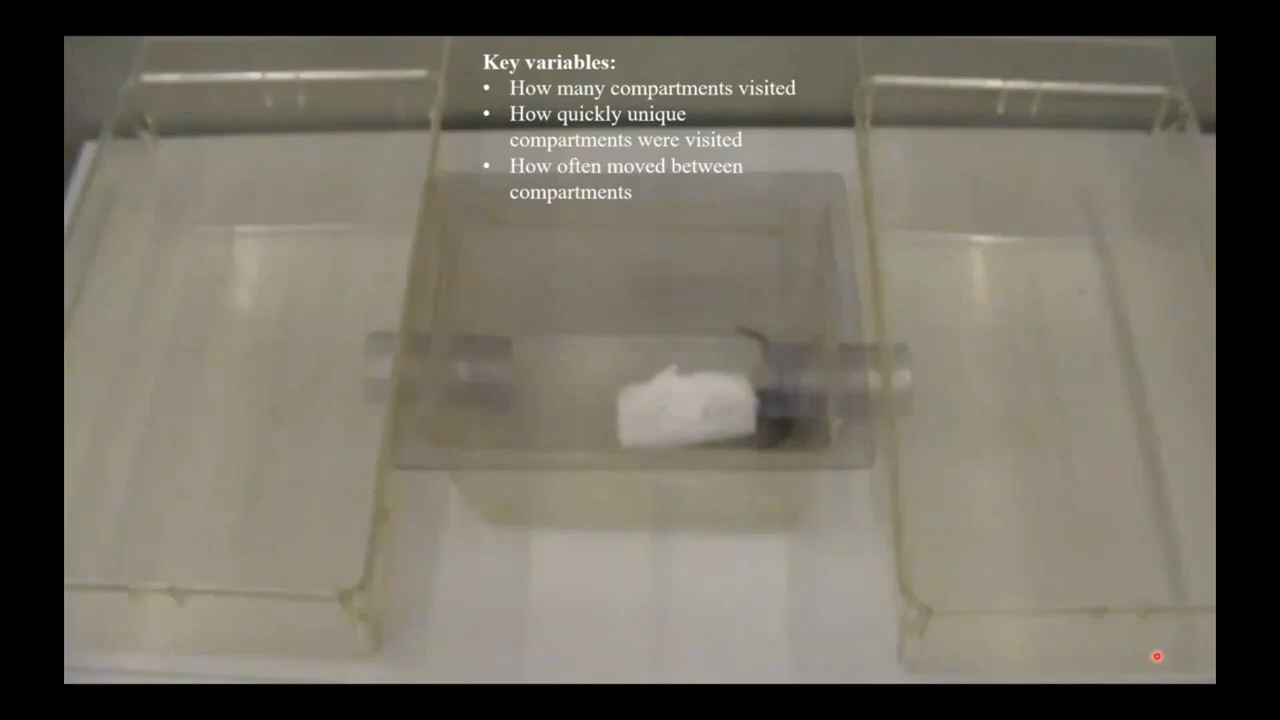 Key variables:
• How many compartments visited
• How quickly unique
compartments were visited
• How often moved between
compartments